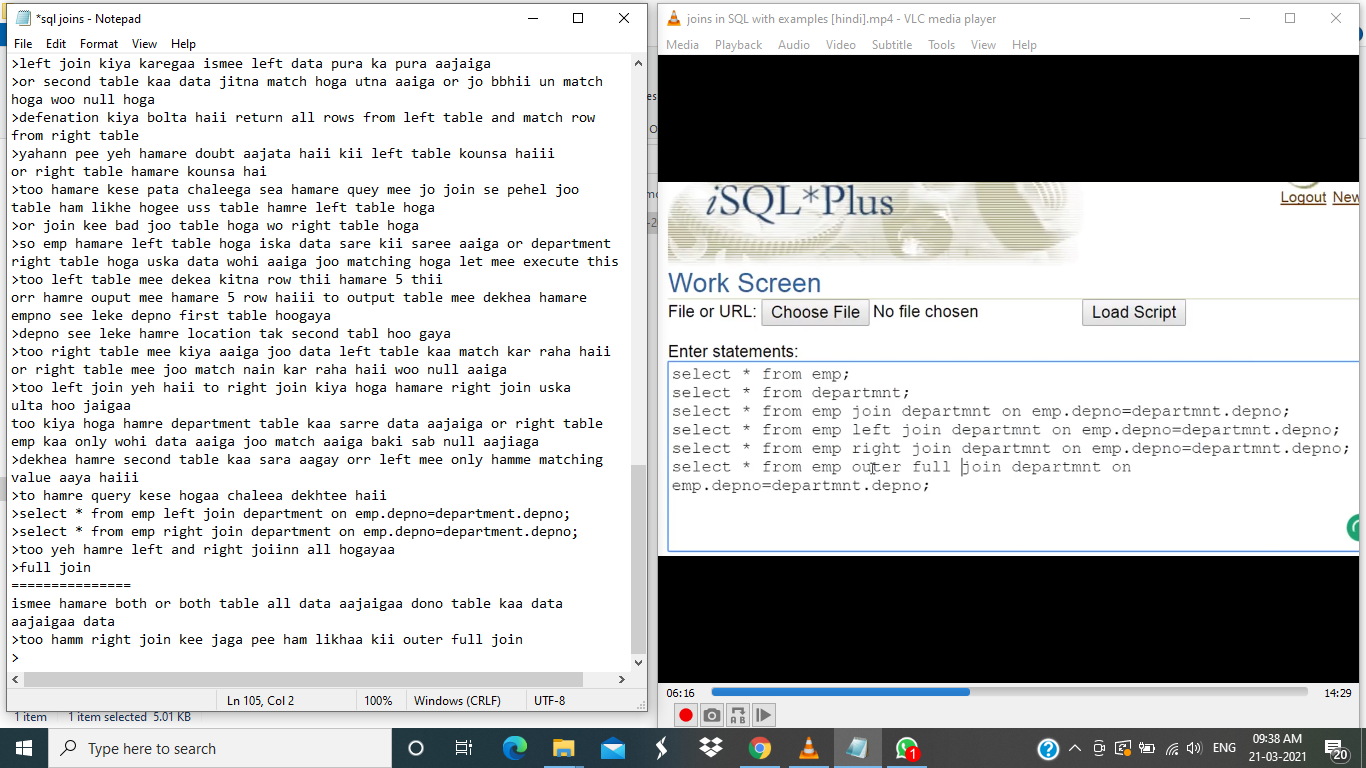 *sql joins - Notepad
File Edit Format View Help
>left join kiya karegaa ismee left data pura ka pura aajaiga
>or second table kaa data jitna match hoga utna aaiga or jo bbhii un match
hoga woo null hoga
>defenation kiya bolta haii return all rows from left table and match row
from right table
>yahann pee yeh hamare doubt aajata haii kii left table kounsa haiii
or right table hamare kounsa hai
>too hamare kese pata chaleega sea hamare quey mee jo join se pehel joo
table ham likhe hogee uss table hamre left table hoga
>or join kee bad joo table hoga wo right table hoga
>so emp hamare left table hoga iska data sare kii saree aaiga or department
right table hoga uska data wohi aaiga joo matching hoga let mee execute this
>too left table mee dekea kitna row thii hamare 5 thii
orr hamre ouput mee hamare 5 row haiii to output table mee dekhea hamare
empno see leke depno first table hoogaya
>depno see leke hamre location tak second tabl hoo gaya
>too right table mee kiya aaiga joo data left table kaa match kar raha haii
or right table mee joo match nain kar raha haii woo null aaiga
>too left join yeh haii to right join kiya hoga hamare right join uska
ulta hoo jaigaa
too kiya hoga hamre department table kaa sarre data aajaiga or right table
emp kaa only wohi data aaiga joo match aaiga baki sab null aajiaga
>dekhea hamre second table kaa sara aagay orr left mee only hamme matching
value aaya haiii
>to hamre query kese hogaa chaleea dekhtee haii
>select * from emp left join department on emp.depno=department.depno;
>select * from emp right join department on emp.depno=department.depno;
>too yeh hamre left and right joiinn all hogayaa
>full join
===============
ismee hamare both or both table all data aajaigaa dono table kaa data
aajaigaa data
>too hamm right join kee jaga pee ham likhaa kii outer full join
>
Ln 105, Col 2 100% Windows (CRLF) UTF-8
1 item 1 item selected 5.01 KB
joins in SQL with examples [hindi].mp4 - VLC media player
Media Playback Audio Video Subtitle Tools View Help
iSQL*Plus
Logout New
Work Screen
File or URL: Choose File No file chosen Load Script
Enter statements:
select * from emp;
select * from departmnt;
select * from emp join departmnt on emp.depno=departmnt.depno;
select * from emp left join departmnt on emp.depno=departmnt.depno;
select * from emp right join departmnt on emp.depno=departmnt.depno;
select * from emp outer full join departmnt on
emp.depno=departmnt.depno;
06:16 14:29
A B
Type here to search
1
ENG
09:38 AM
21-03-2021
20